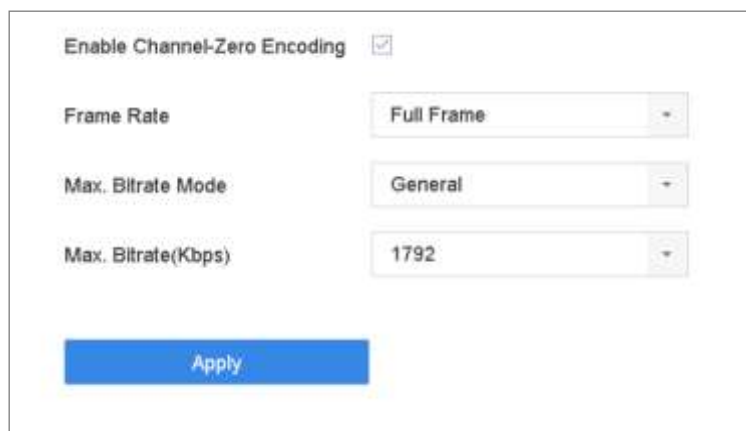 Enable Channel-Zero Encoding
Frame Rate Full Frame
Max. Bitrate Mode General
Max. Bitrate(Kbps) 1792
Apply